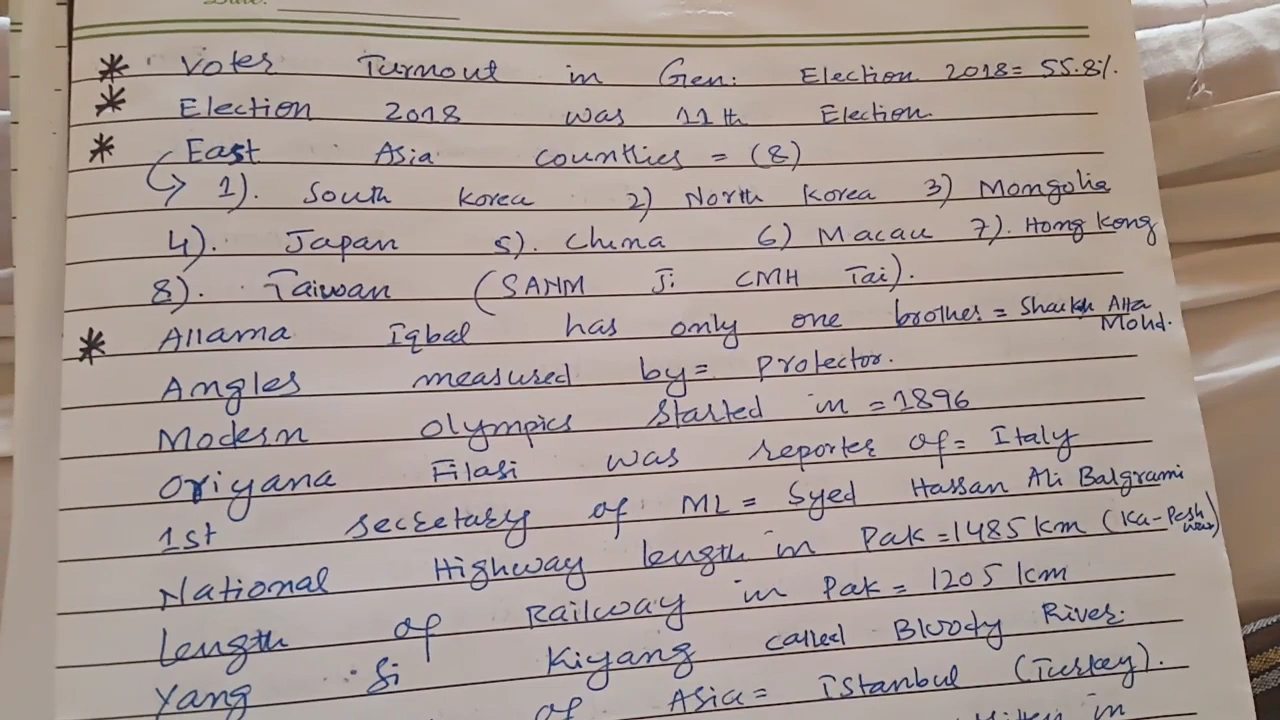 * Voter Turnout in Gen: Election 2018 = 55.8%.
* Election 2018 was 11th Election.
* East Asia countries = (8)
1). South Korea 2) North Korea 3) Mongolia
4). Japan 5). China 6) Macau 7). Hong Kong
8). Taiwan (SANM J: CMH Tai).
* Allama Iqbal has only one brother = Shaikh Atta Mohd.
Angles measured by = Protector.
Modern Olympics started in = 1896
Oriyana Filasi was reporter of = Italy
1st secretary of ML = Syed Hassan Ali Balgrami
National Highway length in Pak = 1485 km (Ka-Peshwar)
Length of Railway in Pak = 1205 km
Yang Si Kiyang called Bloody River.
of Asia = istanbul (Turkey).
in